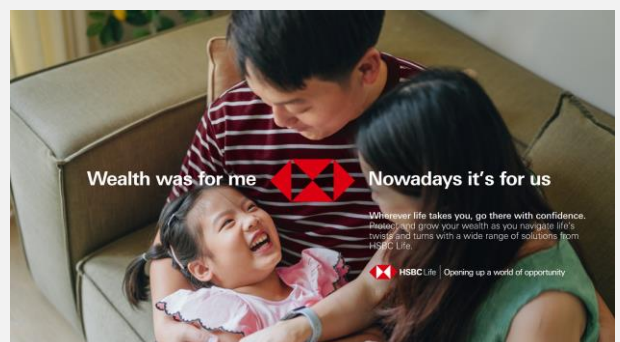 Wealth was for me
Nowadays it's for us
Wherever life takes you, go there with confidence.
Protect and grow your wealth as you navigate life's
twists and turns with a wide range of solutions from
HSBC Life.
HSBC Life | Opening up a world of opportunity